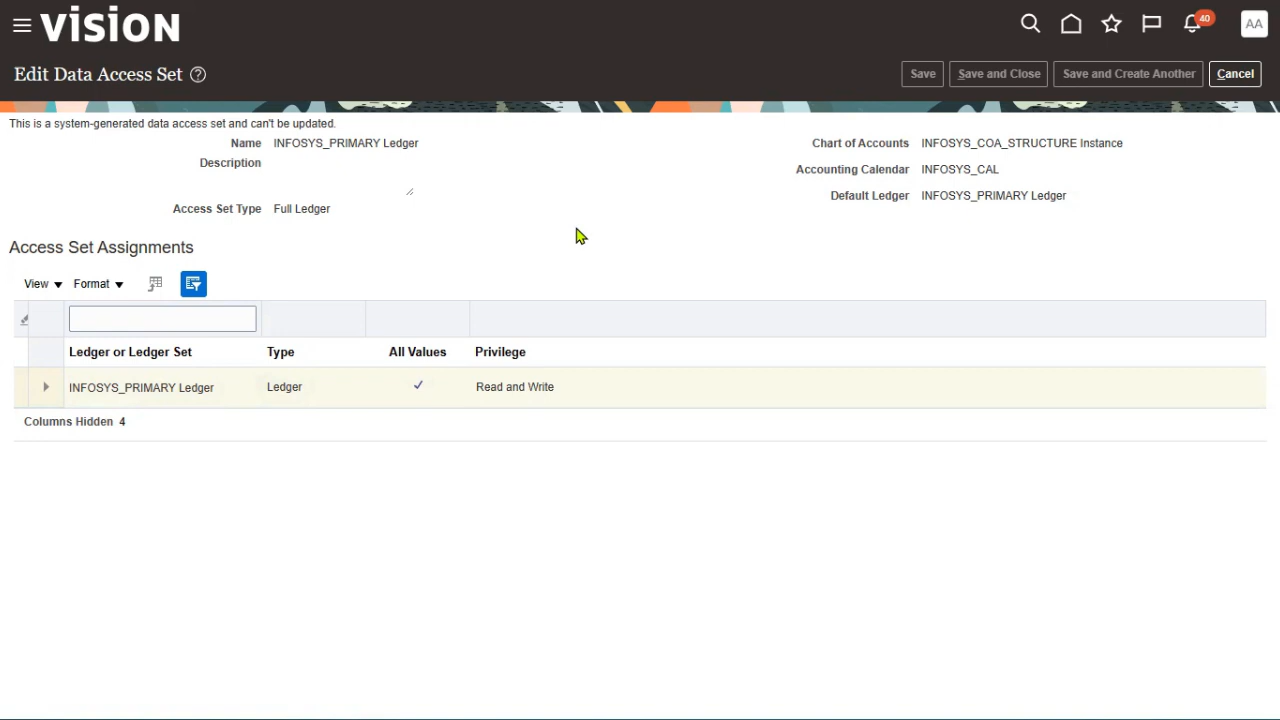 vision
40
AA
Edit Data Access Set ?
Save
Save and Close
Save and Create Another
Cancel
This is a system-generated data access set and can't be updated.
Name INFOSYS_PRIMARY Ledger
Description
Access Set Type Full Ledger
Chart of Accounts INFOSYS_COA_STRUCTURE Instance
Accounting Calendar INFOSYS_CAL
Default Ledger INFOSYS_PRIMARY Ledger
Access Set Assignments
View Format
Ledger or Ledger Set Type All Values Privilege
INFOSYS_PRIMARY Ledger Ledger Read and Write
Columns Hidden 4